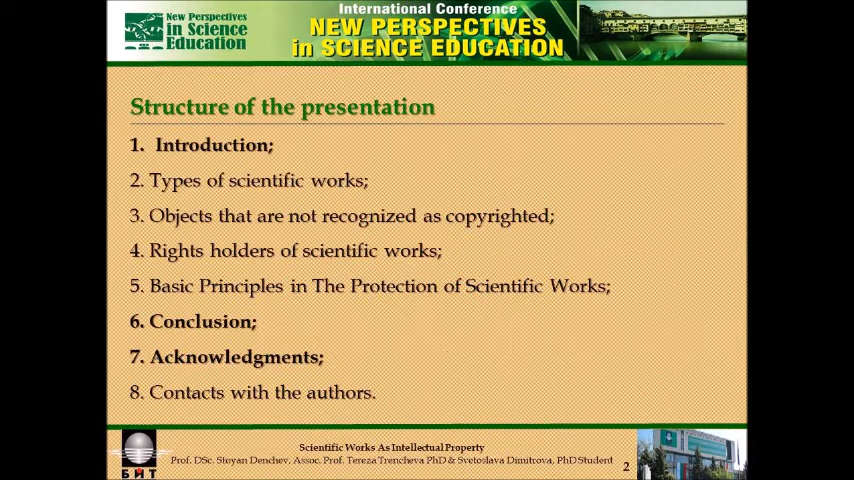 New Perspectives
in Science
Education
International Conference
NEW PERSPECTIVES
in SCIENCE EDUCATION
Structure of the presentation
1. Introduction;
2. Types of scientific works;
3. Objects that are not recognized as copyrighted;
4. Rights holders of scientific works;
5. Basic Principles in The Protection of Scientific Works;
6. Conclusion;
7. Acknowledgments;
8. Contacts with the authors.
БИТ
Scientific Works As Intellectual Property
Prof. DSc. Stoyan Denchev, Assoc. Prof. Tereza Trencheva PhD & Svetoslava Dimitrova, PhD Student
2